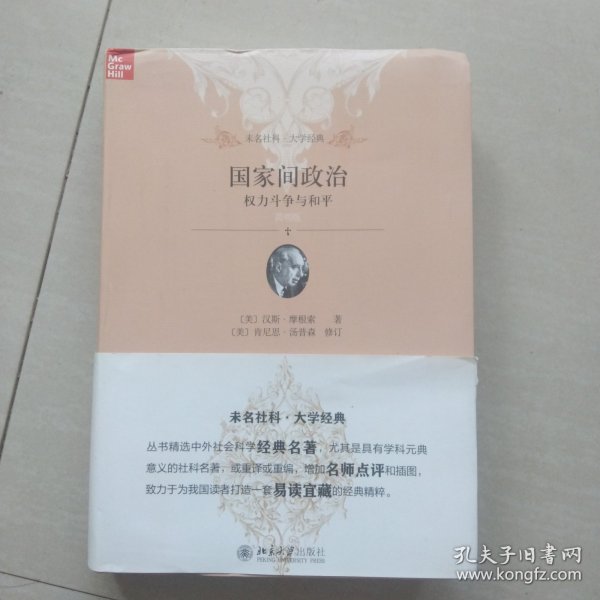 Mc
Graw
Hill
未名社科·大学经典
国家间政治
权力斗争与和平
简明版
〔美〕汉斯·摩根索 著
〔美〕肯尼思·汤普森 修订
未名社科·大学经典
丛书精选中外社会科学经典名著，尤其是具有学科元典
意义的社科名著，或重译或重编，增加名师点评和插图，
致力于为我国读者打造一套易读宜藏的经典精粹。
北京大学出版社
孔夫子旧书网
www.kongfz.com